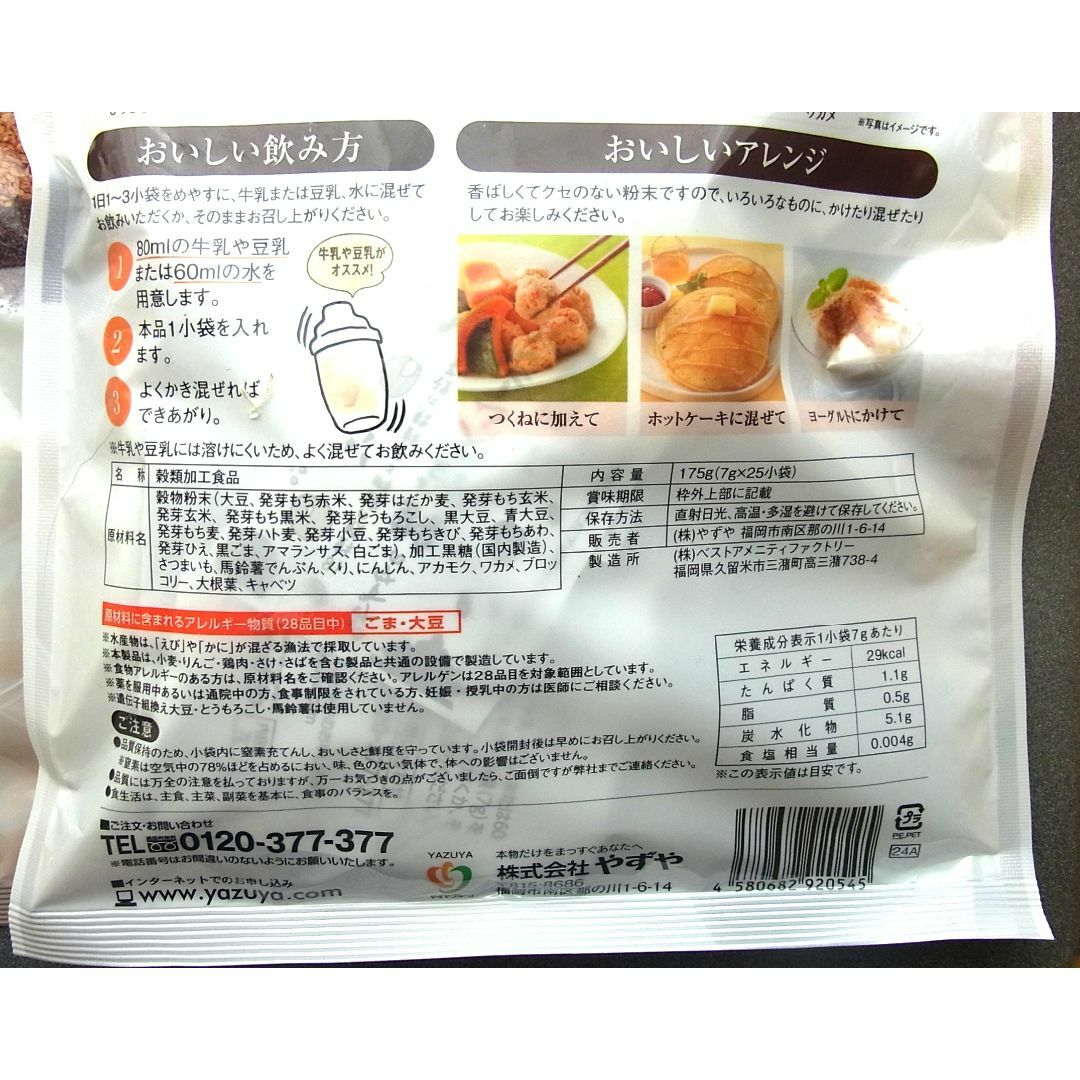 ワカメ
※写真はイメージです。
おいしい飲み方
1日1~3小袋をめやすに、牛乳または豆乳、水に混ぜて
お飲みいただくか、そのままお召し上がりください。
1 80mlの牛乳や豆乳
または60mlの水を
用意します。
2 本品1小袋を入れ
ます。
3 よくかき混ぜれば
できあがり。
牛乳や豆乳が
オススメ!
※牛乳や豆乳には溶けにくいため、よく混ぜてお飲みください。
おいしいアレンジ
香ばしくてクセのない粉末ですので、いろいろなものに、かけたり混ぜたり
してお楽しみください。
つくねに加えて
ホットケーキに混ぜて
ヨーグルトにかけて
名称 穀類加工食品
原材料名 穀物粉末(大豆、発芽もち赤米、発芽はだか麦、発芽もち玄米、
発芽玄米、発芽もち黒米、発芽とうもろこし、黒大豆、青大豆、
発芽もち麦、発芽ハト麦、発芽小豆、発芽もちきび、発芽もちあわ、
発芽ひえ、黒ごま、アマランサス、白ごま)、加工黒糖(国内製造)、
さつまいも、馬鈴薯でんぷん、くり、にんじん、アカモク、ワカメ、ブロッ
コリー、大根葉、キャベツ
内容量 175g(7g×25小袋)
賞味期限 枠外上部に記載
保存方法 直射日光、高温・多湿を避けて保存してください。
販売者 (株)やずや 福岡市南区那の川1-6-14
製造所 (株)ベストアメニティファクトリー
福岡県久留米市三潴町高三潴738-4
原材料に含まれるアレルギー物質(28品目中) ごま・大豆
※水産物は、「えび」や「かに」が混ざる漁法で採取しています。
※本製品は、小麦・りんご・鶏肉・さけ・さばを含む製品と共通の設備で製造しています。
※食物アレルギーのある方は、原材料名をご確認ください。アレルゲンは28品目を対象範囲としています。
※薬を服用中あるいは通院中の方、食事制限をされている方、妊娠・授乳中の方は医師にご相談ください。
※遺伝子組換え大豆・とうもろこし・馬鈴薯は使用していません。
ご注意
●品質保持のため、小袋内に窒素充てんし、おいしさと鮮度を守っています。小袋開封後は早めにお召し上がりください。
※窒素は空気中の78%ほどを占めるにおい、味、色のない気体で、体への影響はございません。
●品質には万全の注意を払っておりますが、万一お気づきの点がございましたら、ご面倒ですが弊社までご連絡ください。
●食生活は、主食、主菜、副菜を基本に、食事のバランスを。
栄養成分表示1小袋7gあたり
エネルギー 29kcal
たんぱく質 1.1g
脂質 0.5g
炭水化物 5.1g
食塩相当量 0.004g
※この表示値は目安です。
■ご注文・お問い合わせ
TEL 0120-377-377
※電話番号はお間違いのないようにお願いいたします。
■インターネットでのお申し込み
www.yazuya.com
YAZUYA
やずやグループ
本物だけをまっすぐあなたへ
株式会社 やずや
〒815-8686
福岡市南区那の川1-6-14
4 580682 920545
プラ
PE,PET
24A